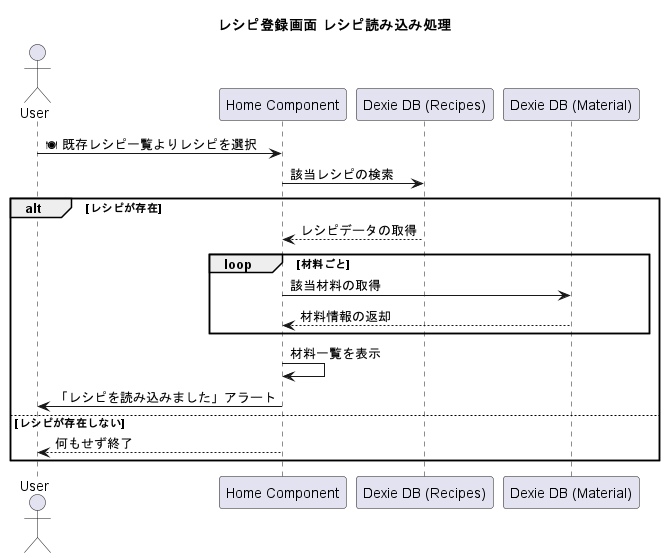 レシピ登録画面 レシピ読み込み処理
User
Home Component
Dexie DB (Recipes)
Dexie DB (Material)
🍽 既存レシピ一覧よりレシピを選択
該当レシピの検索
alt [レシピが存在]
レシピデータの取得
loop [材料ごと]
該当材料の取得
材料情報の返却
材料一覧を表示
「レシピを読み込みました」アラート
[レシピが存在しない]
何もせず終了
User
Home Component
Dexie DB (Recipes)
Dexie DB (Material)